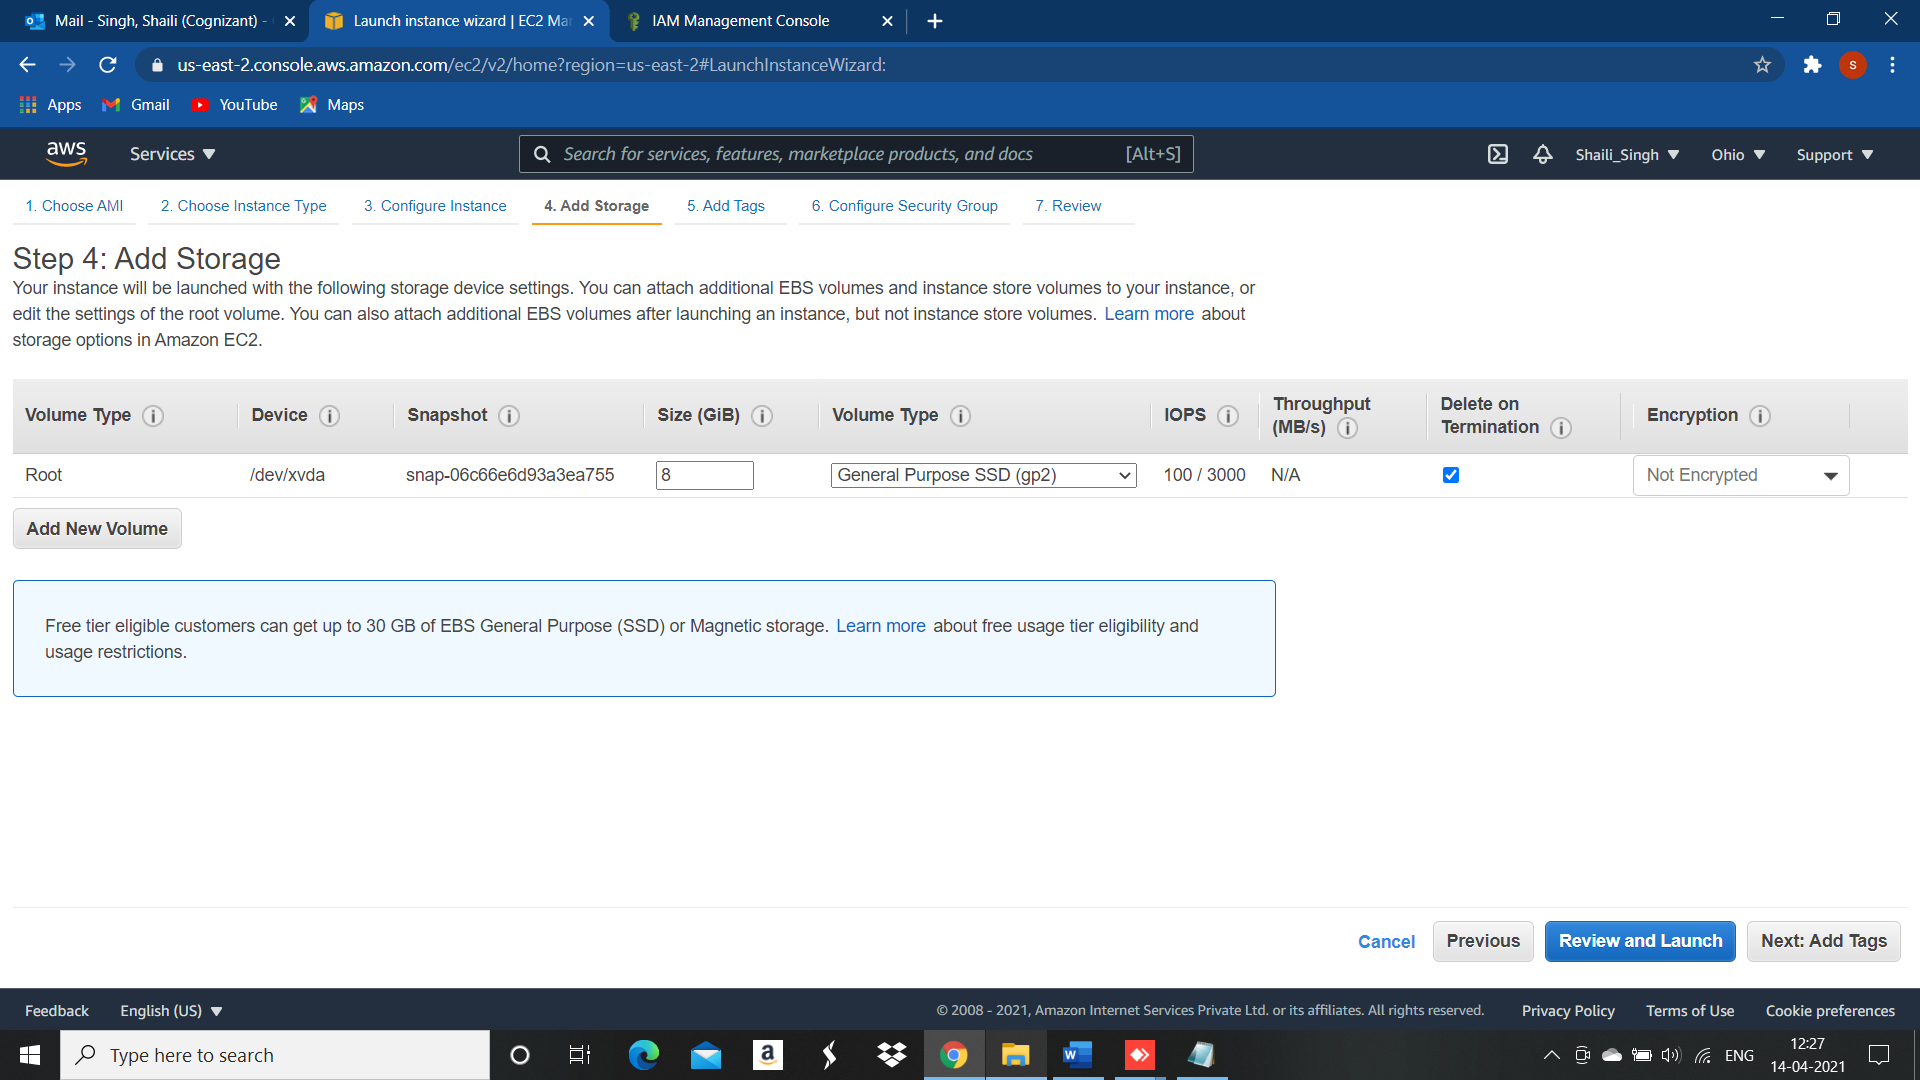 Mail - Singh, Shaili (Cognizant) -
Launch instance wizard | EC2 Ma
IAM Management Console
us-east-2.console.aws.amazon.com/ec2/v2/home?region=us-east-2#LaunchInstanceWizard:
s
Apps
Gmail
YouTube
Maps
aws
Services
Search for services, features, marketplace products, and docs
[Alt+S]
Shaili_Singh
Ohio
Support
1. Choose AMI
2. Choose Instance Type
3. Configure Instance
4. Add Storage
5. Add Tags
6. Configure Security Group
7. Review
Step 4: Add Storage
Your instance will be launched with the following storage device settings. You can attach additional EBS volumes and instance store volumes to your instance, or
edit the settings of the root volume. You can also attach additional EBS volumes after launching an instance, but not instance store volumes. Learn more about
storage options in Amazon EC2.
Volume Type
Device
Snapshot
Size (GiB)
Volume Type
IOPS
Throughput
(MB/s)
Delete on
Termination
Encryption
Root
/dev/xvda
snap-06c66e6d93a3ea755
8
General Purpose SSD (gp2)
100 / 3000
N/A
Not Encrypted
Add New Volume
Free tier eligible customers can get up to 30 GB of EBS General Purpose (SSD) or Magnetic storage. Learn more about free usage tier eligibility and
usage restrictions.
Cancel
Previous
Review and Launch
Next: Add Tags
Feedback
English (US)
© 2008 - 2021, Amazon Internet Services Private Ltd. or its affiliates. All rights reserved.
Privacy Policy
Terms of Use
Cookie preferences
Type here to search
ENG
12:27
14-04-2021